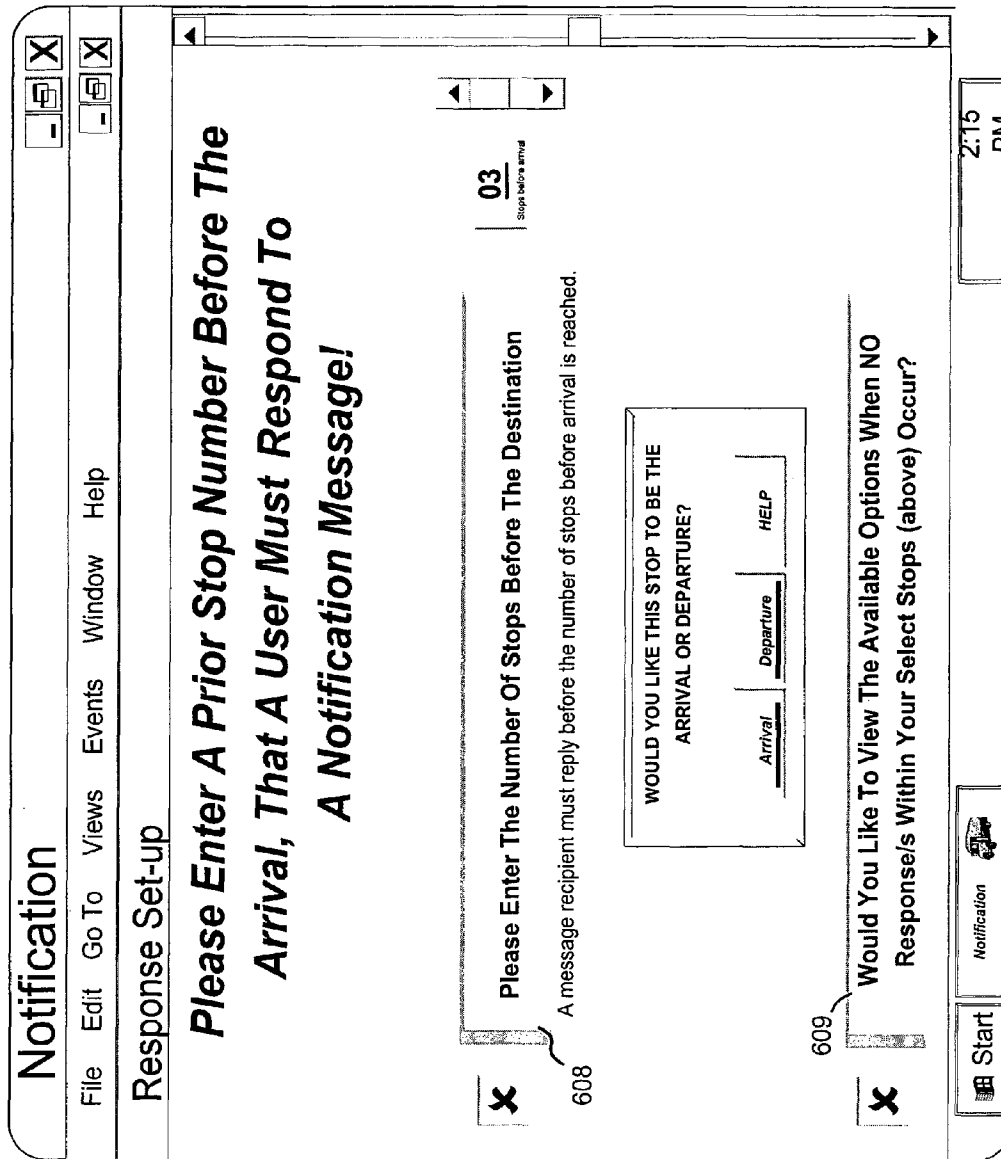 Notification
File Edit Go To Views Events Window Help
Response Set-up
Please Enter A Prior Stop Number Before The
Arrival, That A User Must Respond To
A Notification Message!
Please Enter The Number Of Stops Before The Destination
03
Stops before arrival
A message recipient must reply before the number of stops before arrival is reached.
608
WOULD YOU LIKE THIS STOP TO BE THE
ARRIVAL OR DEPARTURE?
Arrival Departure HELP
609
Would You Like To View The Available Options When NO
Response/s Within Your Select Stops (above) Occur?
Start Notification 2:15
PM